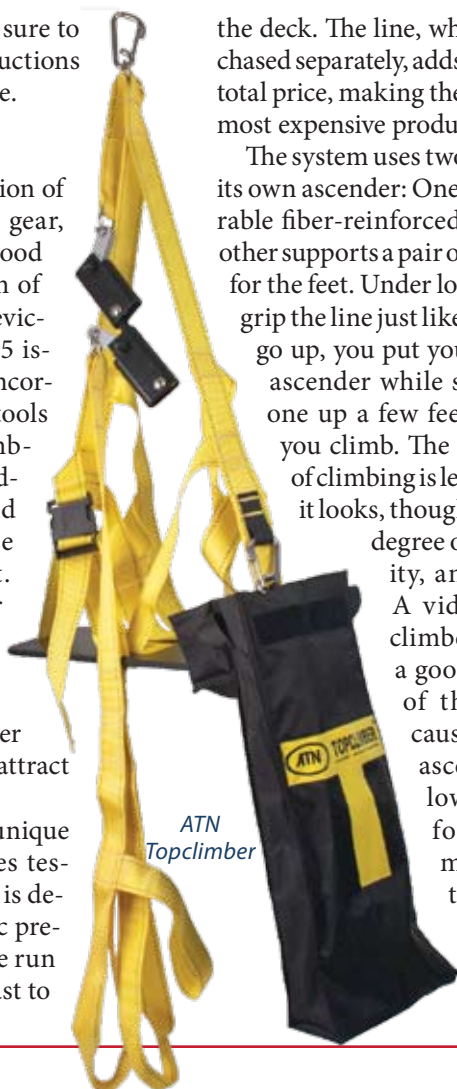 sure to
uctions
e.
ion of
gear,
ood
n of
evic-
5 is-
ncor-
tools
mb-
d-
d
e
t.
r
er
attract
unique
es tes-
is de-
c pre-
e run
ast to
the deck. The line, wh
chased separately, adds
total price, making the
most expensive produ
The system uses two
its own ascender: One
rable fiber-reinforced
other supports a pair o
for the feet. Under lo
grip the line just like
go up, you put you
ascender while s
one up a few fee
you climb. The
of climbing is le
it looks, though
degree o
ity, an
A vid
climbe
a goo
of th
caus
asce
low
fo
m
t
ATN
Topclimber
ATN TOPCLIMBER